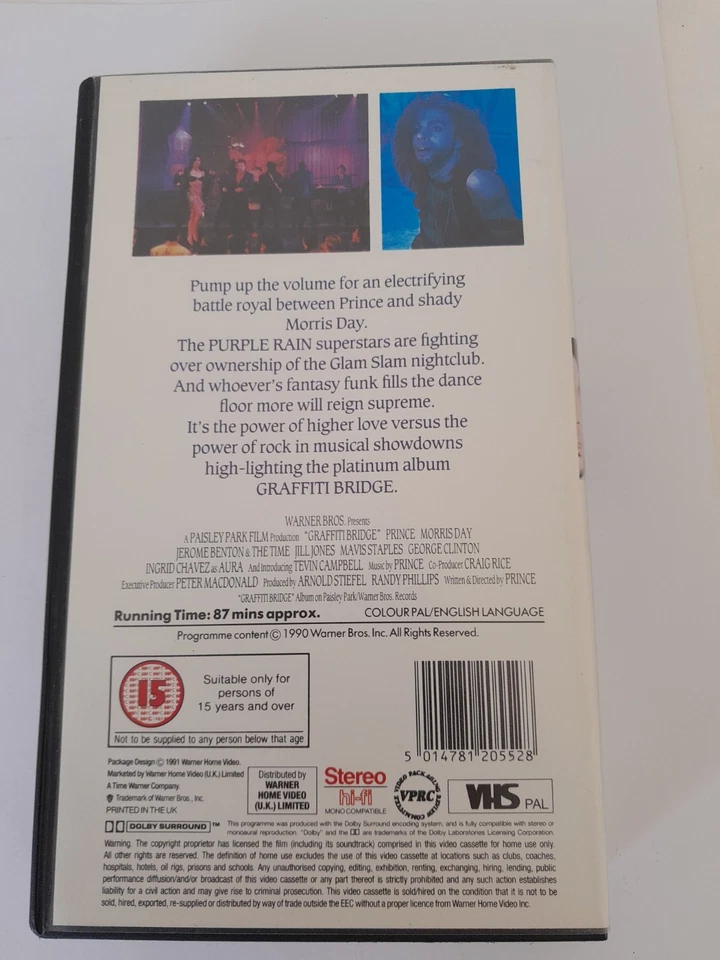 Pump up the volume for an electrifying
battle royal between Prince and shady
Morris Day.
The PURPLE RAIN superstars are fighting
over ownership of the Glam Slam nightclub.
And whoever's fantasy funk fills the dance
floor more will reign supreme.
It's the power of higher love versus the
power of rock in musical showdowns
high-lighting the platinum album
GRAFFITI BRIDGE.
WARNER BROS. Presents
A PAISLEY PARK FILM Production "GRAFFITI BRIDGE" PRINCE MORRIS DAY
JEROME BENTON & THE TIME JILL JONES MAVIS STAPLES GEORGE CLINTON
INGRID CHAVEZ as AURA And Introducing TEVIN CAMPBELL Music by PRINCE Co-Producer CRAIG RICE
Executive Producer PETER MACDONALD Produced by ARNOLD STIEFEL RANDY PHILLIPS Written & Directed by PRINCE
"GRAFFITI BRIDGE" Album on Paisley Park/Warner Bros. Records
Running Time: 87 mins approx. COLOUR PAL/ENGLISH LANGUAGE
Programme content © 1990 Warner Bros. Inc. All Rights Reserved.
15
Suitable only for
persons of
15 years and over
Not to be supplied to any person below that age
5 014781 205528
Package Design © 1991 Warner Home Video.
Marketed by Warner Home Video (U.K.) Limited
A Time Warner Company.
Trademark of Warner Bros., Inc.
PRINTED IN THE UK
Distributed by
WARNER
HOME VIDEO
(U.K.) LIMITED
Stereo
hi-fi
MONO COMPATIBLE
VIDEO PACKAGING REVIEW COMMITTEE
VPRC
VHS PAL
DOLBY SURROUND ™ This programme was produced with the Dolby Surround encoding system, and is fully compatible with stereo or
monaural reproduction. "Dolby" and the DD are trademarks of the Dolby Laboratories Licensing Corporation.
Warning. The copyright proprietor has licensed the film (including its soundtrack) comprised in this video cassette for home use only.
All other rights are reserved. The definition of home use excludes the use of this video cassette at locations such as clubs, coaches,
hospitals, hotels, oil rigs, prisons and schools. Any unauthorised copying, editing, exhibition, renting, exchanging, hiring, lending, public
performance diffusion/and/or broadcast of this video cassette or any part thereof is strictly prohibited and any such action establishes
liability for a civil action and may give rise to criminal prosecution. This video cassette is sold/hired on the condition that it is not to be
sold, hired, exported, re-supplied or distributed by way of trade outside the EEC without a proper licence from Warner Home Video Inc.